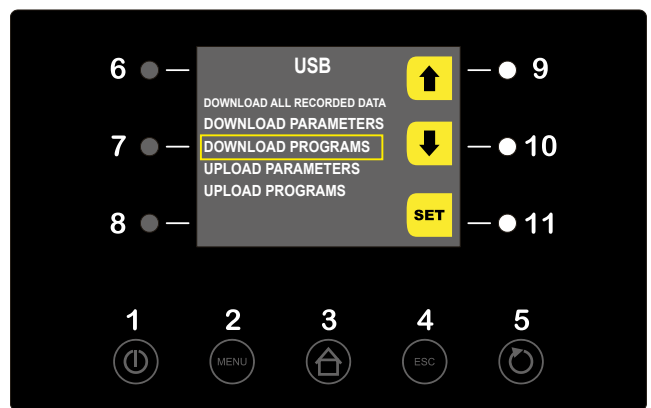 6
USB
9
DOWNLOAD ALL RECORDED DATA
DOWNLOAD PARAMETERS
7
DOWNLOAD PROGRAMS
10
UPLOAD PARAMETERS
UPLOAD PROGRAMS
8
SET
11
1
2
3
4
5
MENU
ESC